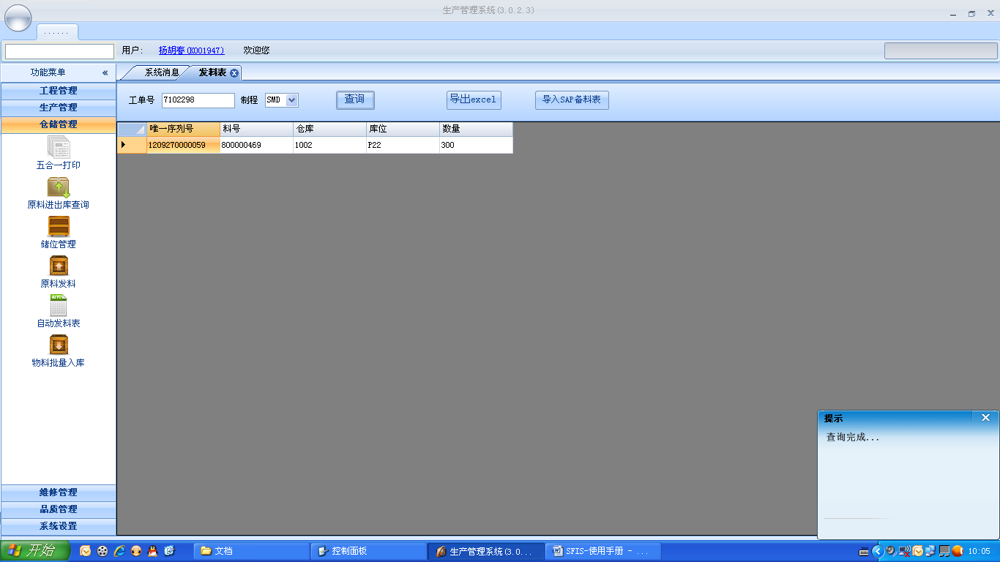 生产管理系统(3.0.2.3)
......
用户: 杨胡春(K001947) 欢迎您
功能菜单 «
系统消息 发料表
工程管理
生产管理
仓储管理
五合一打印
原料进出库查询
储位管理
原料发料
AUTO
自动发料表
物料批量入库
维修管理
品质管理
系统设置
工单号 7102298 制程 SMD 查询 导出excel 导入SAP备料表
唯一序列号 料号 仓库 库位 数量
1209270000059 800000469 1002 P22 300
提示
查询完成...
开始 文档 控制面板 生产管理系统(3.0... SFIS-使用手册 - ... 10:05